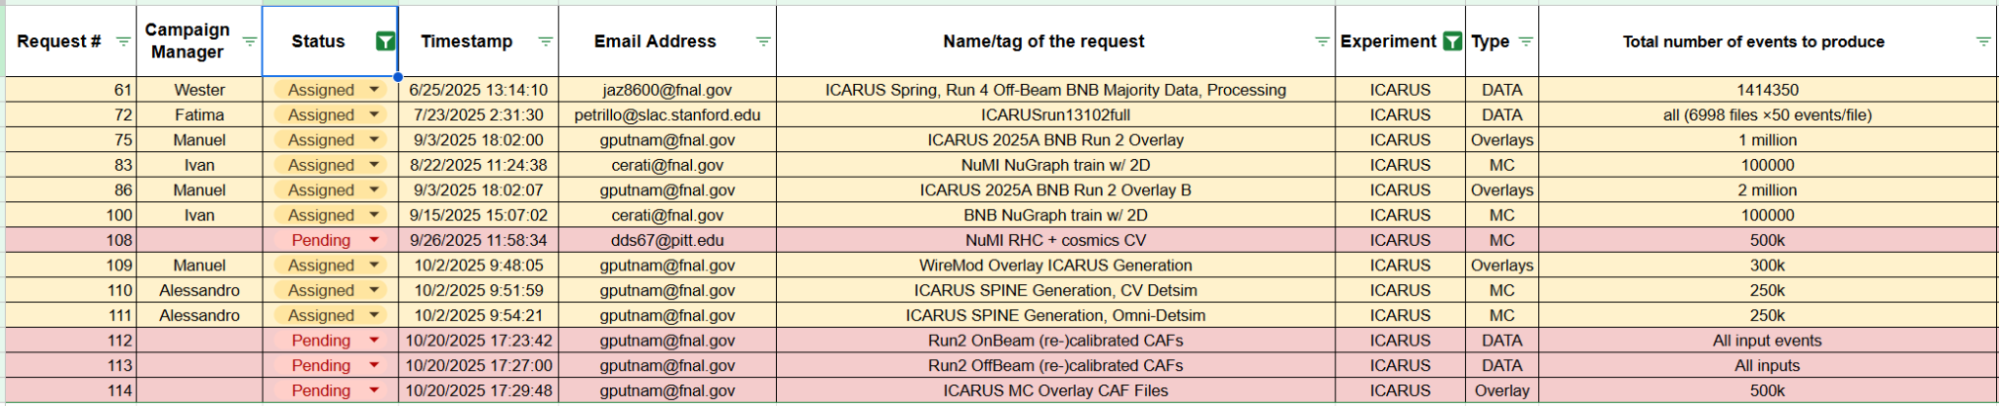 Request # Campaign Manager Status Timestamp Email Address Name/tag of the request Experiment Type Total number of events to produce
61 Wester Assigned 6/25/2025 13:14:10 jaz8600@fnal.gov ICARUS Spring, Run 4 Off-Beam BNB Majority Data, Processing ICARUS DATA 1414350
72 Fatima Assigned 7/23/2025 2:31:30 petrillo@slac.stanford.edu ICARUSrun13102full ICARUS DATA all (6998 files ×50 events/file)
75 Manuel Assigned 9/3/2025 18:02:00 gputnam@fnal.gov ICARUS 2025A BNB Run 2 Overlay ICARUS Overlays 1 million
83 Ivan Assigned 8/22/2025 11:24:38 cerati@fnal.gov NuMI NuGraph train w/ 2D ICARUS MC 100000
86 Manuel Assigned 9/3/2025 18:02:07 gputnam@fnal.gov ICARUS 2025A BNB Run 2 Overlay B ICARUS Overlays 2 million
100 Ivan Assigned 9/15/2025 15:07:02 cerati@fnal.gov BNB NuGraph train w/ 2D ICARUS MC 100000
108 Pending 9/26/2025 11:58:34 dds67@pitt.edu NuMI RHC + cosmics CV ICARUS MC 500k
109 Manuel Assigned 10/2/2025 9:48:05 gputnam@fnal.gov WireMod Overlay ICARUS Generation ICARUS Overlays 300k
110 Alessandro Assigned 10/2/2025 9:51:59 gputnam@fnal.gov ICARUS SPINE Generation, CV Detsim ICARUS MC 250k
111 Alessandro Assigned 10/2/2025 9:54:21 gputnam@fnal.gov ICARUS SPINE Generation, Omni-Detsim ICARUS MC 250k
112 Pending 10/20/2025 17:23:42 gputnam@fnal.gov Run2 OnBeam (re-)calibrated CAFs ICARUS DATA All input events
113 Pending 10/20/2025 17:27:00 gputnam@fnal.gov Run2 OffBeam (re-)calibrated CAFs ICARUS DATA All inputs
114 Pending 10/20/2025 17:29:48 gputnam@fnal.gov ICARUS MC Overlay CAF Files ICARUS Overlay 500k